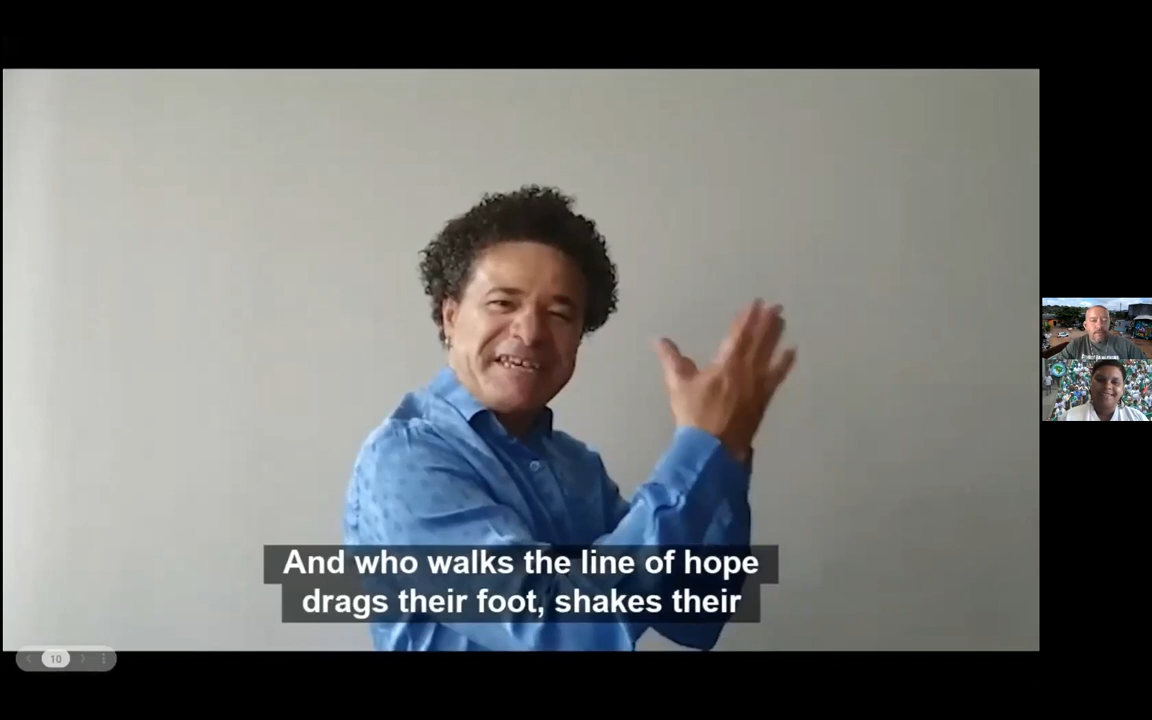 And who walks the line of hope
drags their foot, shakes their
10